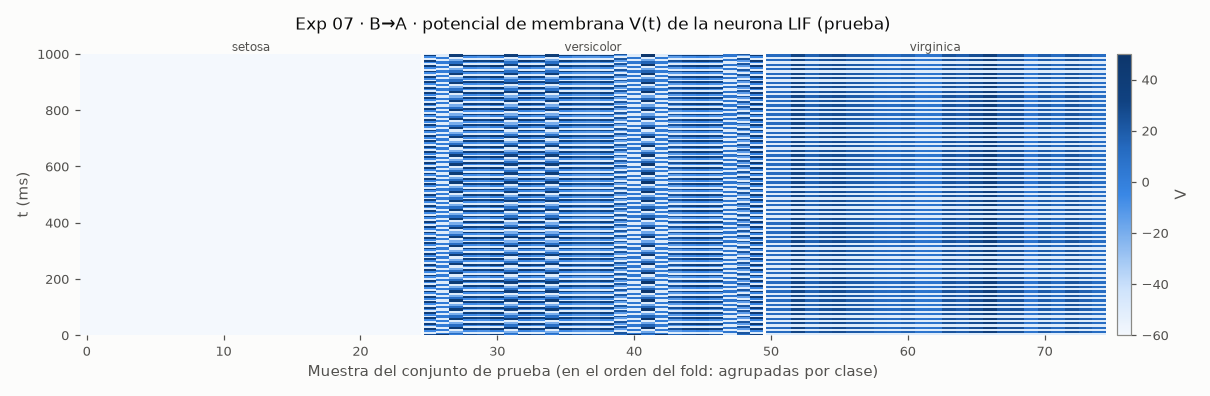 Exp 07 · B→A · potencial de membrana V(t) de la neurona LIF (prueba)
setosa versicolor virginica
1000
800
600
400
200
0
t (ms)
0 10 20 30 40 50 60 70
Muestra del conjunto de prueba (en el orden del fold: agrupadas por clase)
40
20
0
−20
−40
−60
V